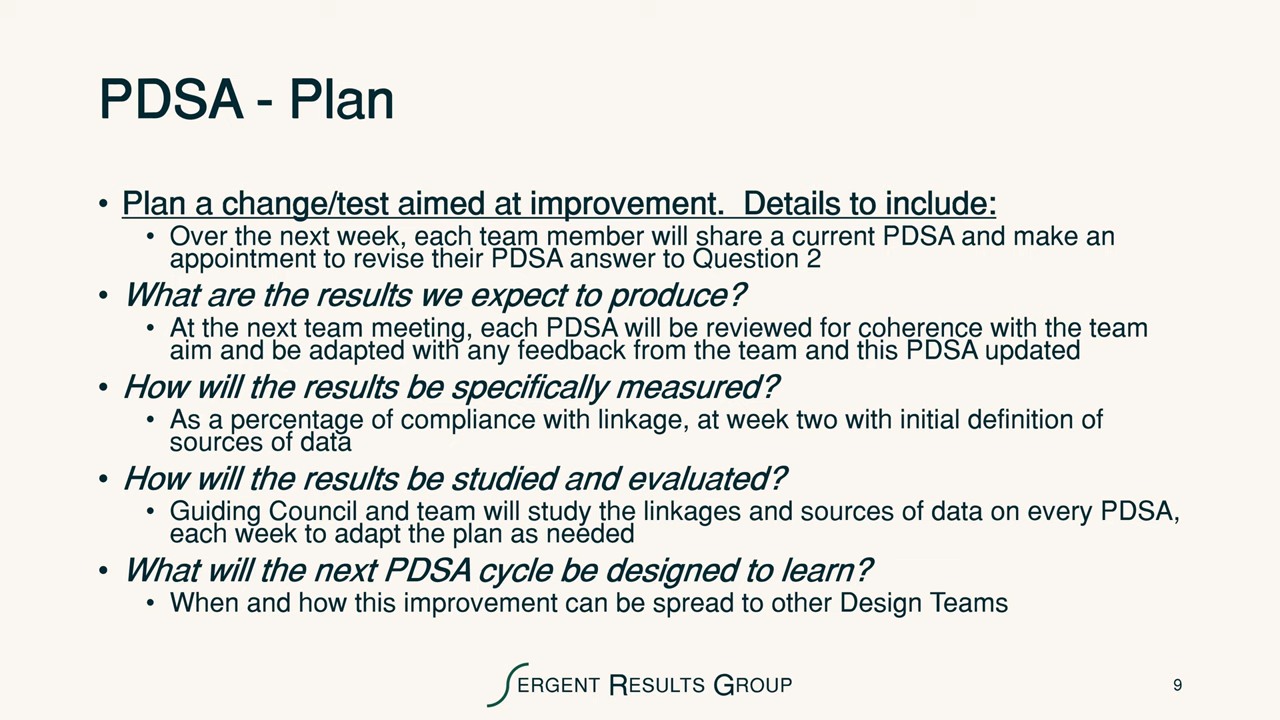 PDSA - Plan
• Plan a change/test aimed at improvement.  Details to include:
• Over the next week, each team member will share a current PDSA and make an
appointment to revise their PDSA answer to Question 2
• What are the results we expect to produce?
• At the next team meeting, each PDSA will be reviewed for coherence with the team
aim and be adapted with any feedback from the team and this PDSA updated
• How will the results be specifically measured?
• As a percentage of compliance with linkage, at week two with initial definition of
sources of data
• How will the results be studied and evaluated?
• Guiding Council and team will study the linkages and sources of data on every PDSA,
each week to adapt the plan as needed
• What will the next PDSA cycle be designed to learn?
• When and how this improvement can be spread to other Design Teams
SERGENT RESULTS GROUP
9